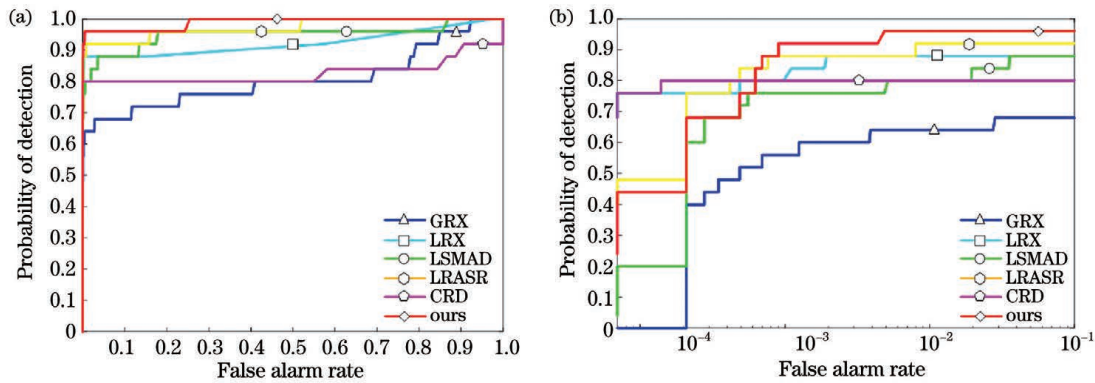 (a)
1.0
0.9
0.8
0.7
0.6
0.5
0.4
0.3
0.2
0.1
0
Probability of detection
GRX
LRX
LSMAD
LRASR
CRD
ours
0.1 0.2 0.3 0.4 0.5 0.6 0.7 0.8 0.9 1.0
False alarm rate
(b)
1.0
0.9
0.8
0.7
0.6
0.5
0.4
0.3
0.2
0.1
0
Probability of detection
GRX
LRX
LSMAD
LRASR
CRD
ours
10⁻⁴ 10⁻³ 10⁻² 10⁻¹
False alarm rate